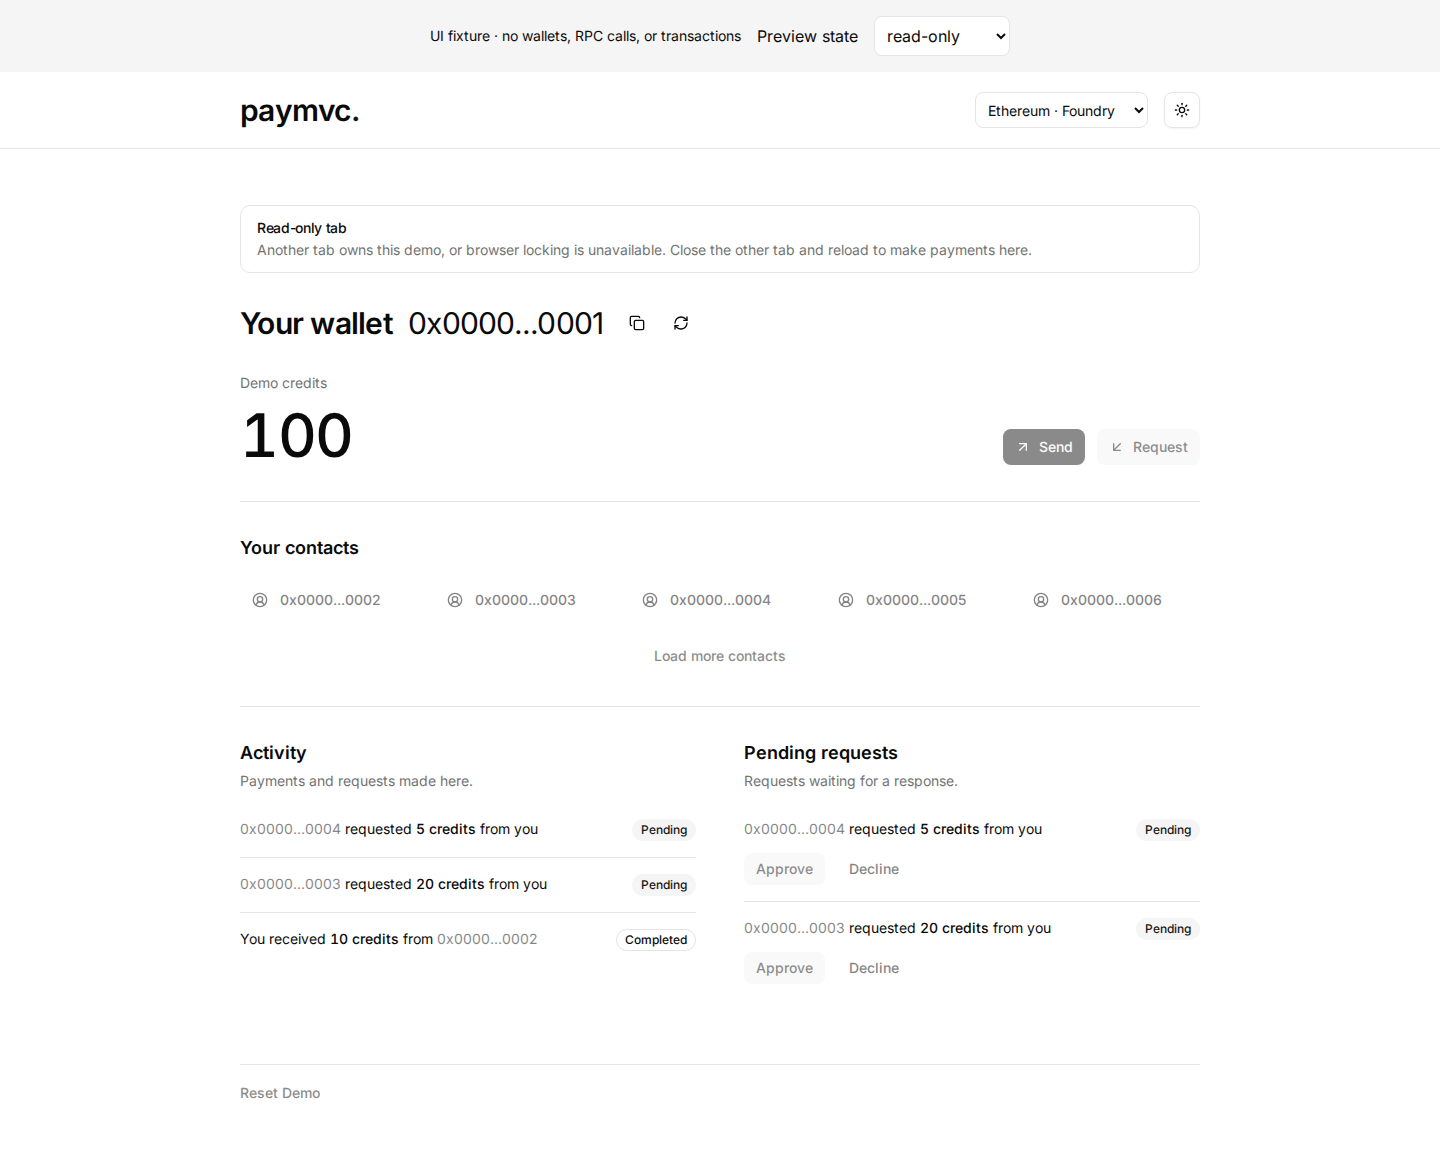 UI fixture · no wallets, RPC calls, or transactions Preview state read-only
paymvc. Ethereum · Foundry
Read-only tab
Another tab owns this demo, or browser locking is unavailable. Close the other tab and reload to make payments here.
Your wallet 0x0000...0001
Demo credits
100
Send Request
Your contacts
0x0000...0002 0x0000...0003 0x0000...0004 0x0000...0005 0x0000...0006
Load more contacts
Activity
Payments and requests made here.
0x0000...0004 requested 5 credits from you Pending
0x0000...0003 requested 20 credits from you Pending
You received 10 credits from 0x0000...0002 Completed
Pending requests
Requests waiting for a response.
0x0000...0004 requested 5 credits from you Pending
Approve Decline
0x0000...0003 requested 20 credits from you Pending
Approve Decline
Reset Demo